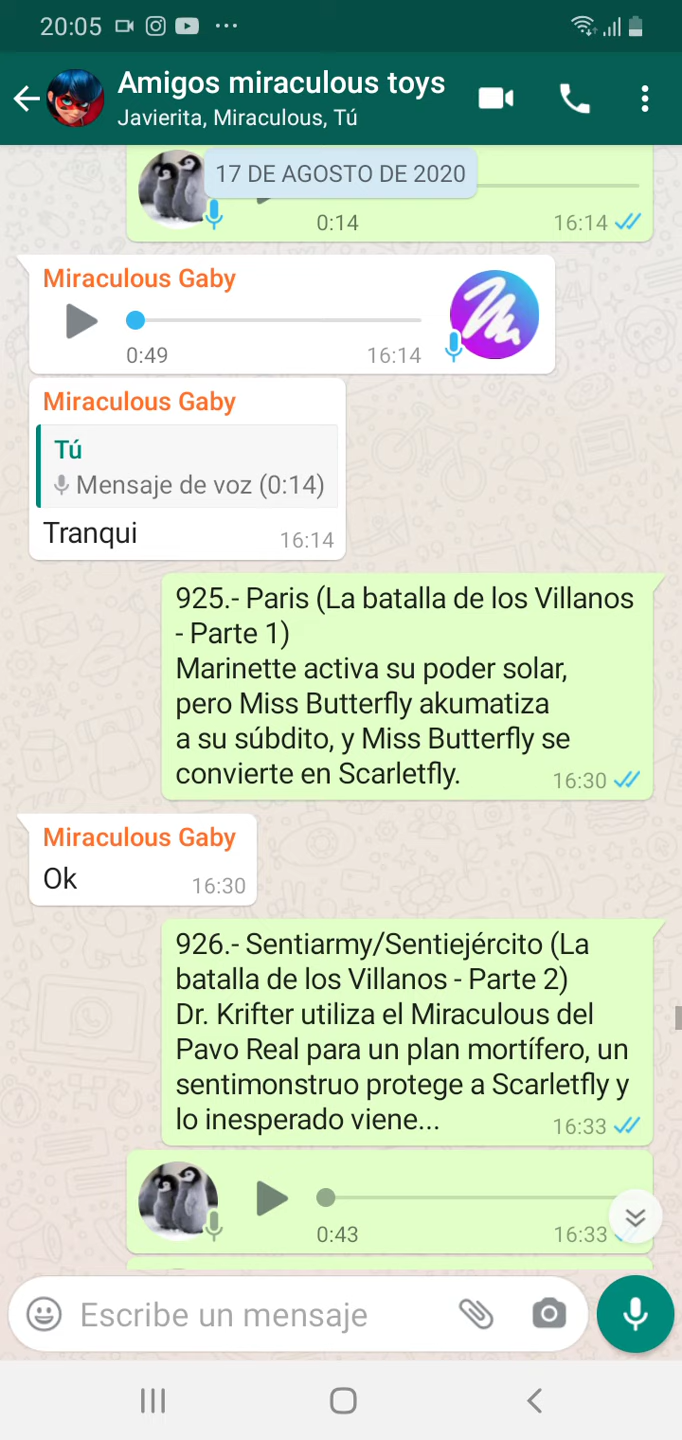 20:05
Amigos miraculous toys
Javierita, Miraculous, Tú
17 DE AGOSTO DE 2020
0:14 16:14
Miraculous Gaby
0:49 16:14
Miraculous Gaby
Tú
Mensaje de voz (0:14)
Tranqui 16:14
925.- Paris (La batalla de los Villanos
- Parte 1)
Marinette activa su poder solar,
pero Miss Butterfly akumatiza
a su súbdito, y Miss Butterfly se
convierte en Scarletfly. 16:30
Miraculous Gaby
Ok 16:30
926.- Sentiarmy/Sentiejército (La
batalla de los Villanos - Parte 2)
Dr. Krifter utiliza el Miraculous del
Pavo Real para un plan mortífero, un
sentimonstruo protege a Scarletfly y
lo inesperado viene... 16:33
0:43 16:33
Escribe un mensaje